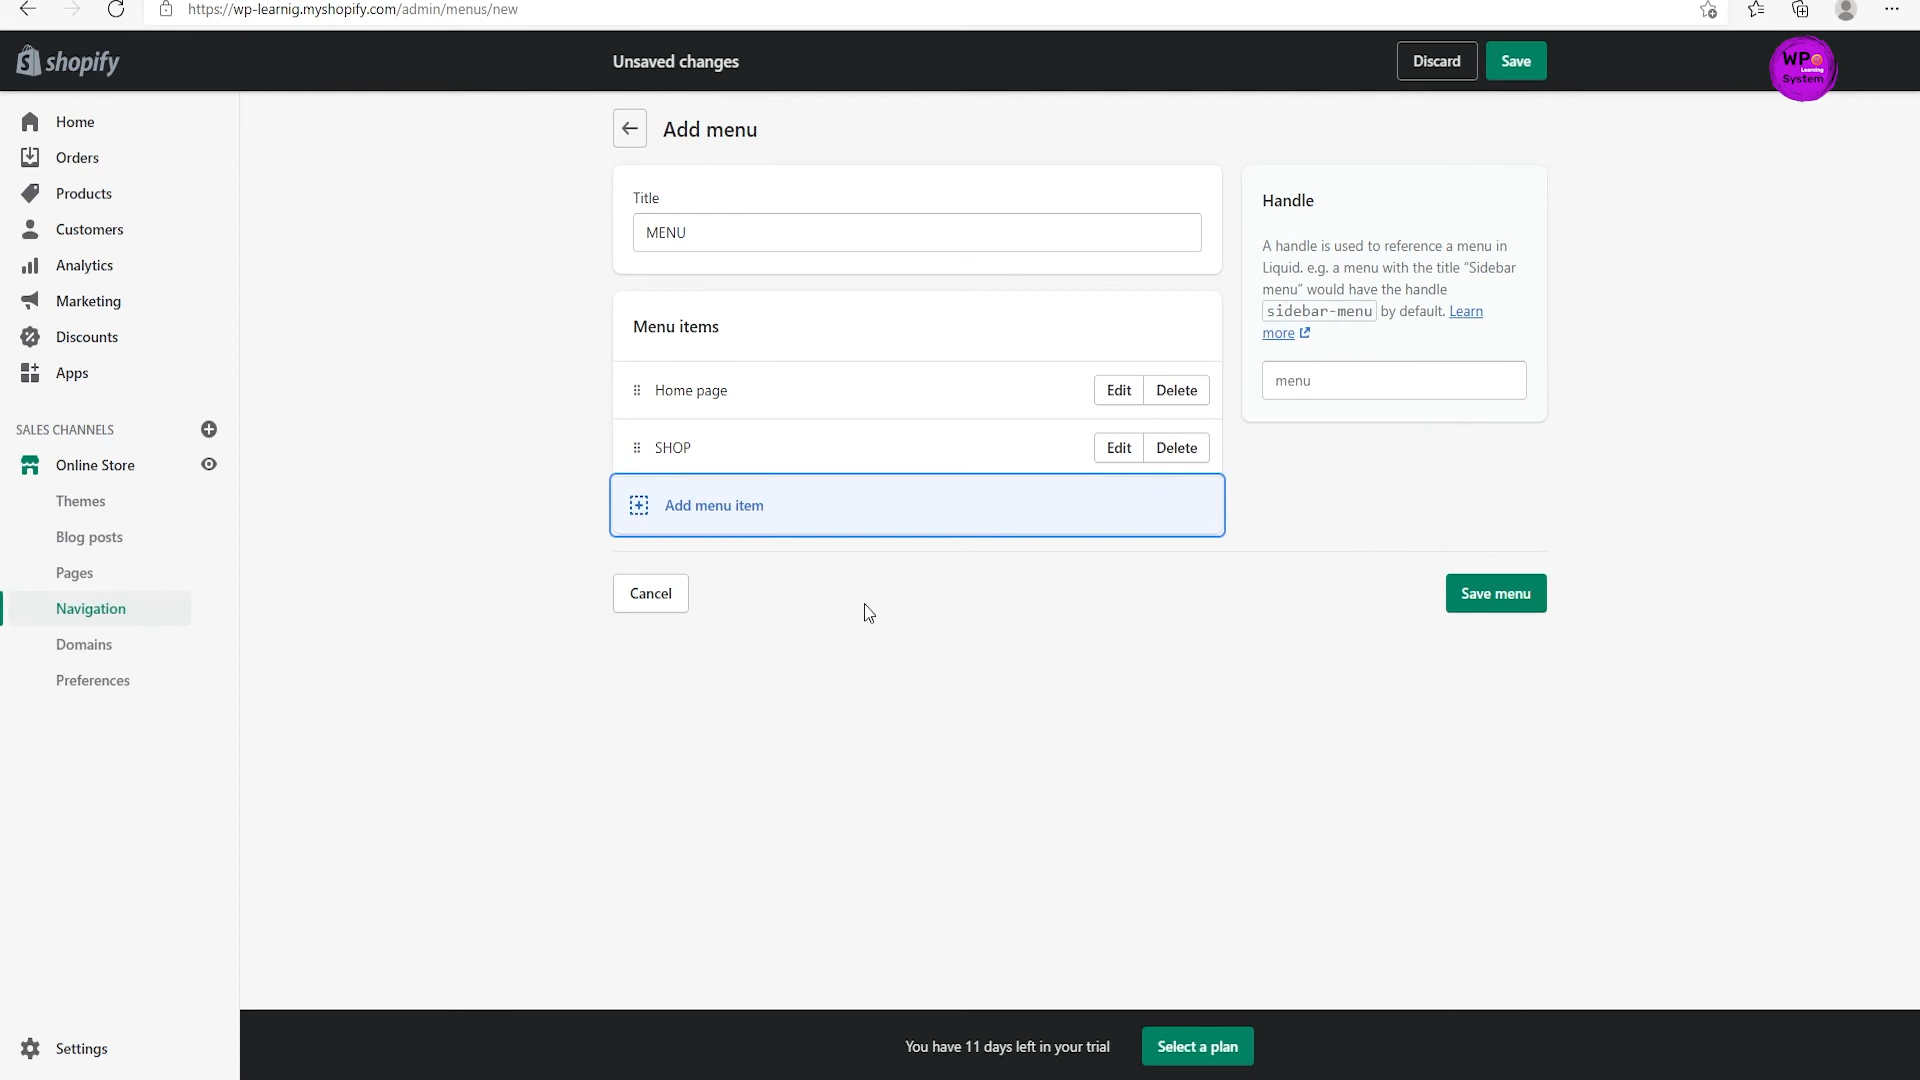 https://wp-learnig.myshopify.com/admin/menus/new
shopify
Unsaved changes
Discard
Save
WP
Learning
System
Home
Orders
Products
Customers
Analytics
Marketing
Discounts
Apps
SALES CHANNELS
Online Store
Themes
Blog posts
Pages
Navigation
Domains
Preferences
Settings
Add menu
Title
MENU
Menu items
Home page
Edit
Delete
SHOP
Edit
Delete
Add menu item
Cancel
Save menu
Handle
A handle is used to reference a menu in
Liquid. e.g. a menu with the title “Sidebar
menu” would have the handle
sidebar-menu by default. Learn
more
menu
You have 11 days left in your trial
Select a plan